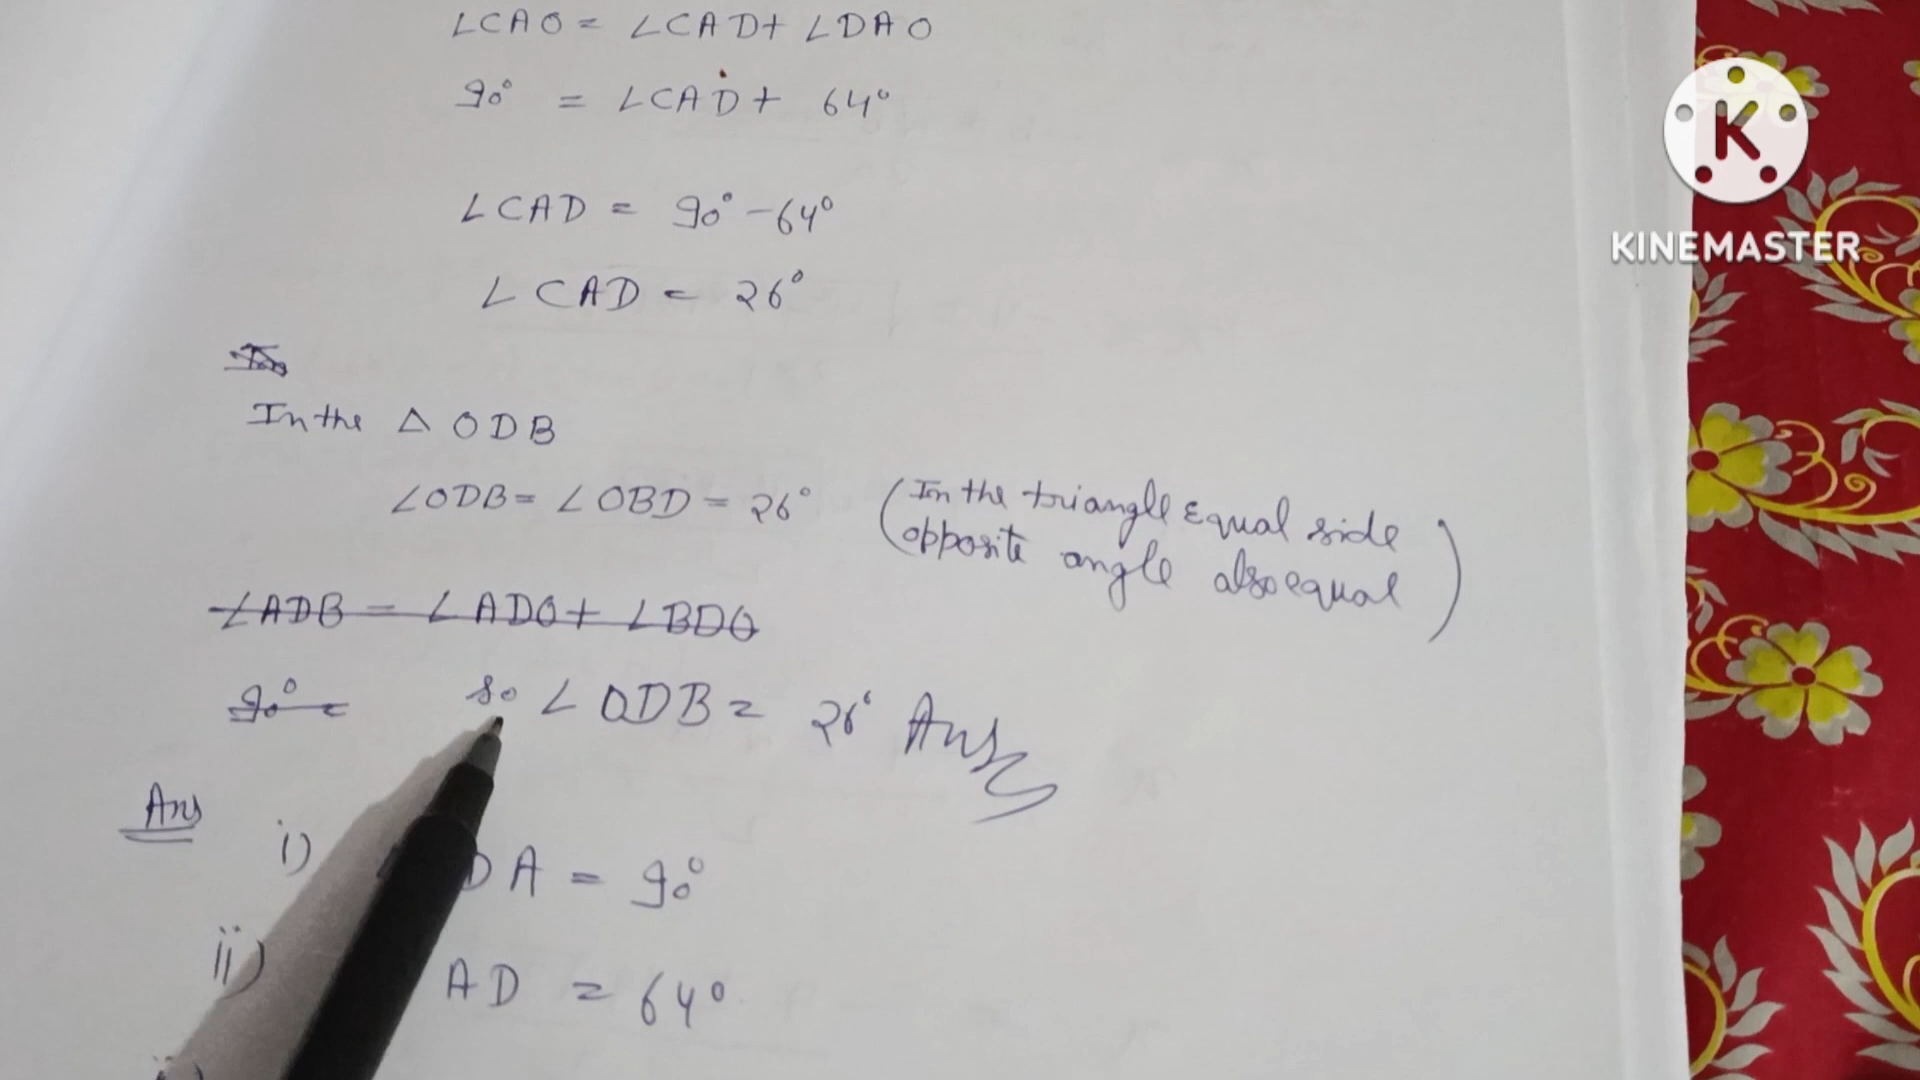 ∠CAO = ∠CAD + ∠DAO
90° = ∠CAD + 64°
∠CAD = 90° - 64°
∠CAD = 26°
In the △ ODB
∠ODB = ∠OBD = 26° (In the triangle Equal side
opposite angle also equal)
∠ADB = ∠ADO + ∠BDO
90° =
so ∠ODB = 26° Ans
Ans
i) DA = 90°
ii) AD = 64°
K
KINEMASTER